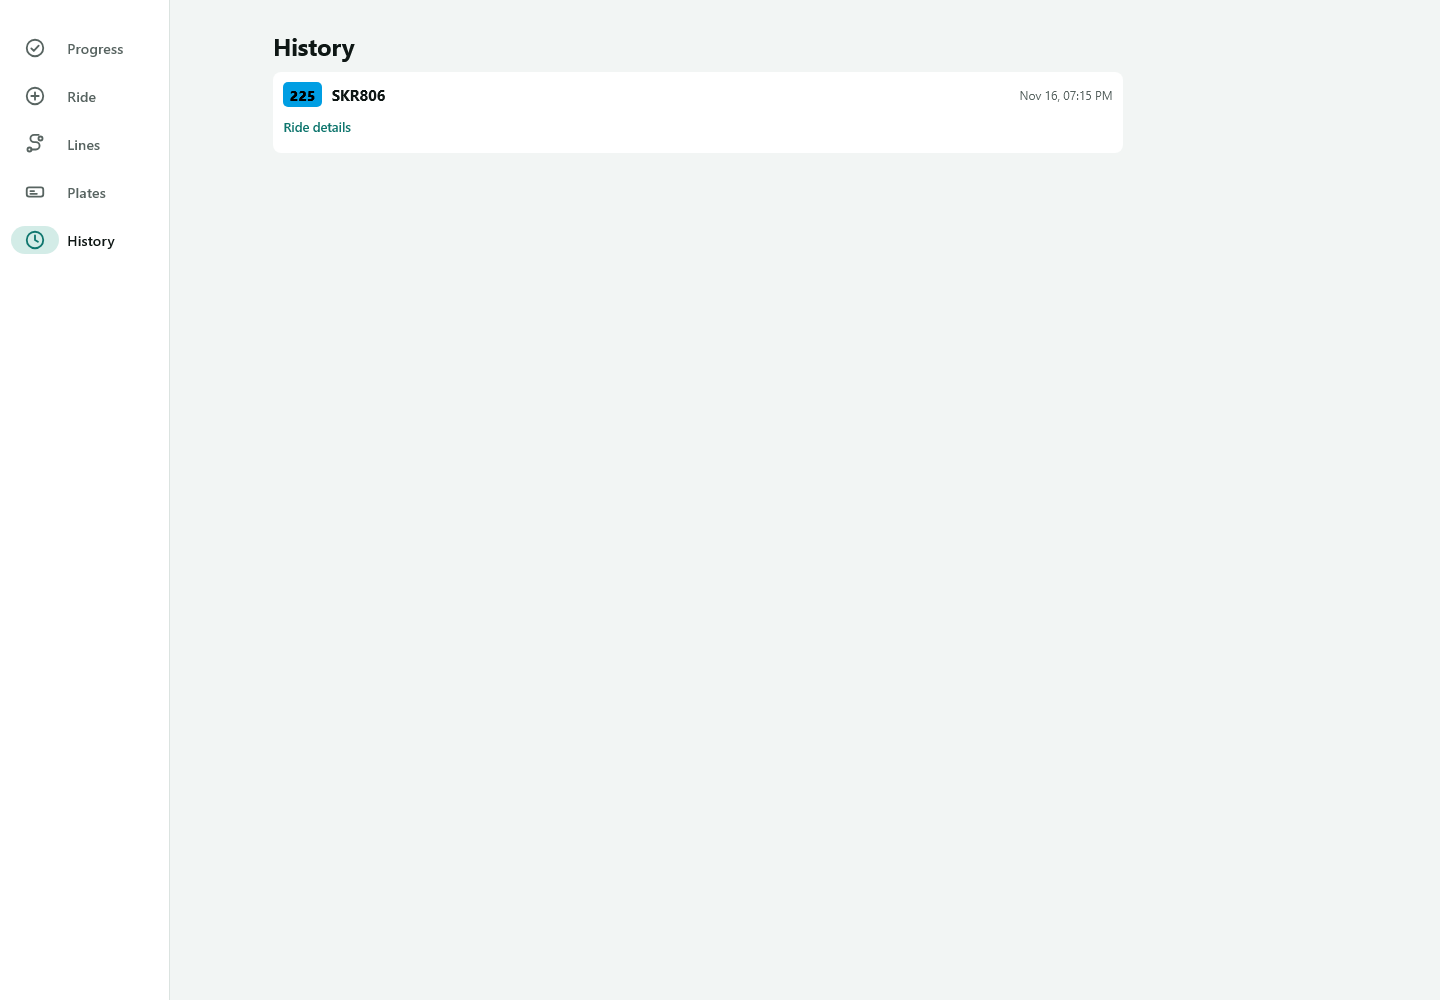 Progress
Ride
Lines
Plates
History
History
225 SKR806 Nov 16, 07:15 PM
Ride details